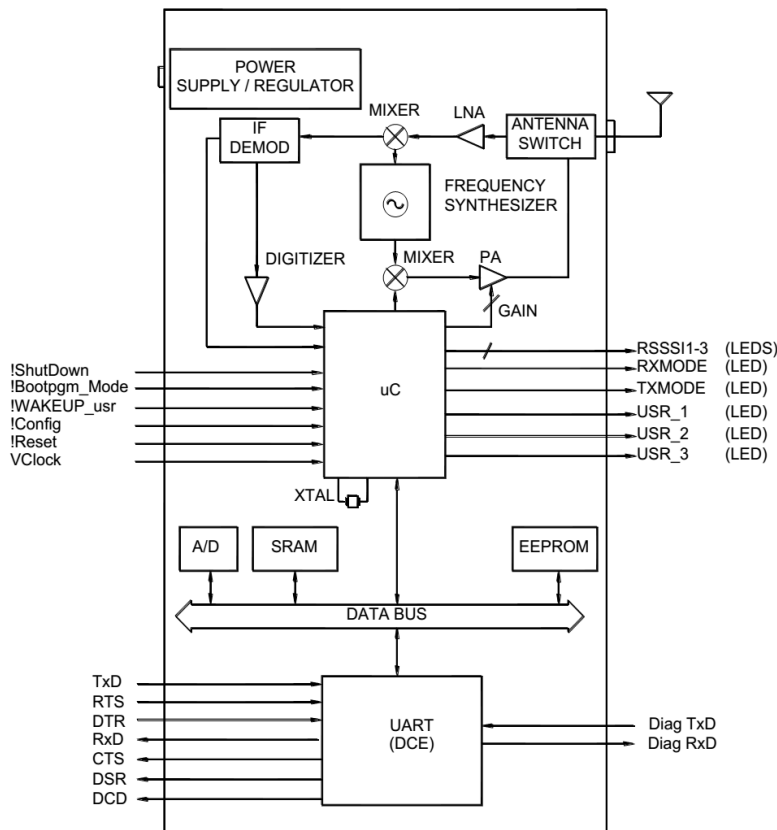 POWER
SUPPLY / REGULATOR
MIXER
LNA
IF
DEMOD
ANTENNA
SWITCH
FREQUENCY
SYNTHESIZER
DIGITIZER
MIXER
PA
GAIN
uC
!ShutDown
!Bootpgm_Mode
!WAKEUP_usr
!Config
!Reset
VClock
RSSSI1-3 (LEDS)
RXMODE (LED)
TXMODE (LED)
USR_1 (LED)
USR_2 (LED)
USR_3 (LED)
XTAL
A/D
SRAM
EEPROM
DATA BUS
TxD
RTS
DTR
RxD
CTS
DSR
DCD
UART
(DCE)
Diag TxD
Diag RxD